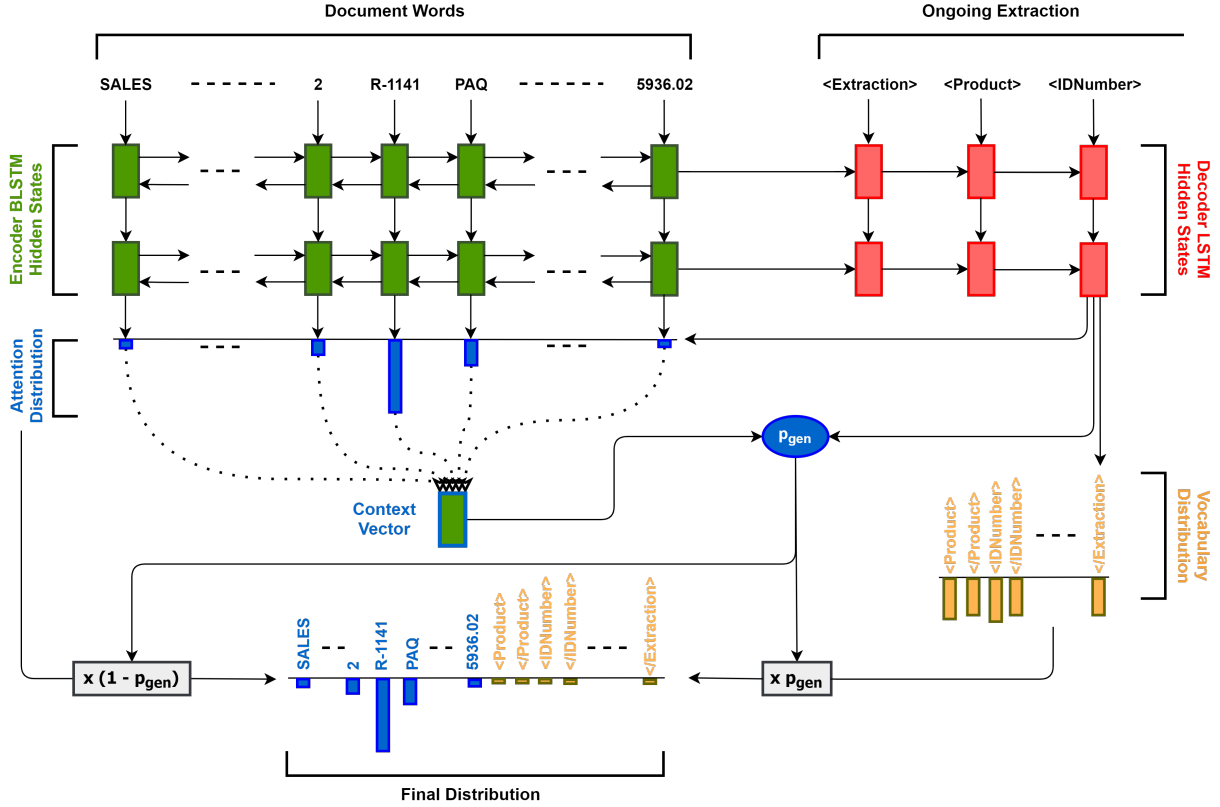 Document Words
Ongoing Extraction
SALES
2
R-1141
PAQ
5936.02
<Extraction>
<Product>
<IDNumber>
Encoder BLSTM
Hidden States
Decoder LSTM
Hidden States
Attention
Distribution
pgen
Context
Vector
<Product>
</Product>
<IDNumber>
</IDNumber>
</Extraction>
Vocabulary
Distribution
SALES
2
R-1141
PAQ
5936.02
<Product>
</Product>
<IDNumber>
</IDNumber>
</Extraction>
x (1 - pgen)
x pgen
Final Distribution